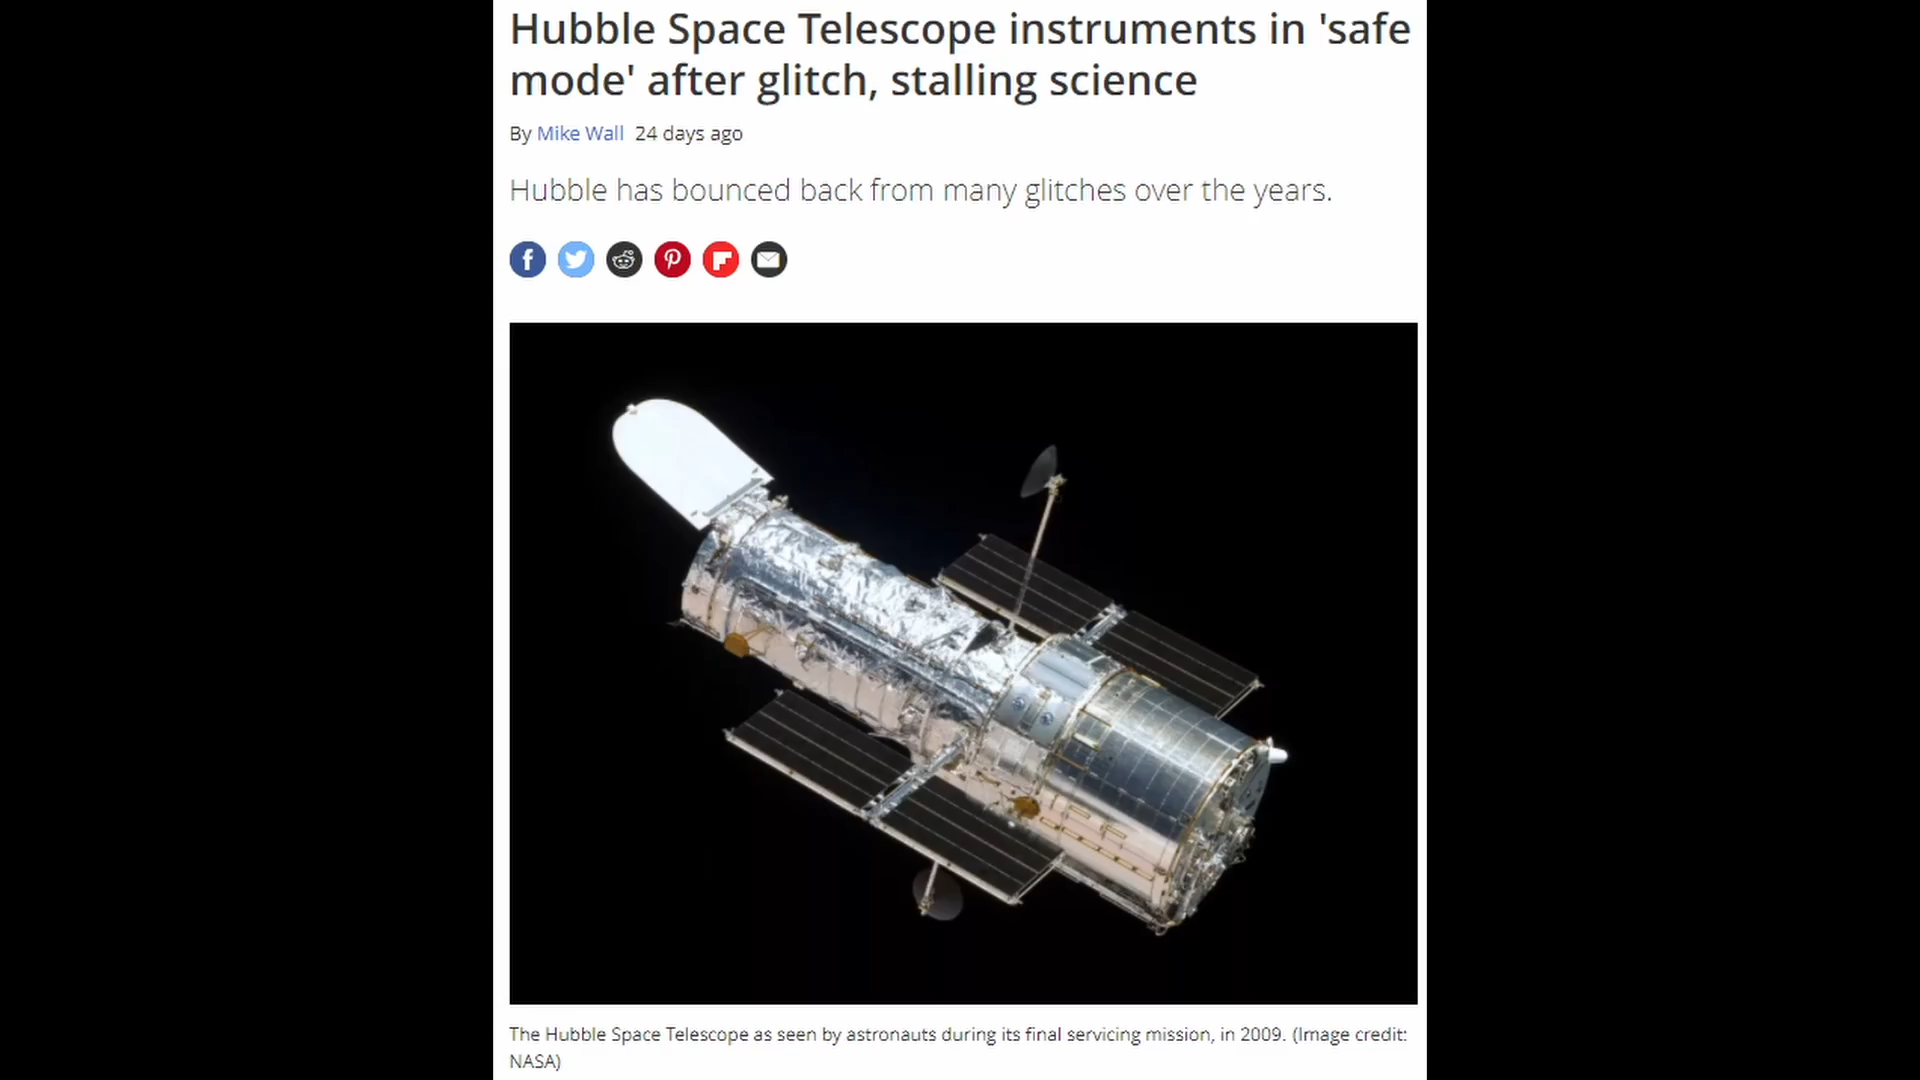 Hubble Space Telescope instruments in 'safe
mode' after glitch, stalling science
By Mike Wall 24 days ago
Hubble has bounced back from many glitches over the years.
The Hubble Space Telescope as seen by astronauts during its final servicing mission, in 2009. (Image credit:
NASA)